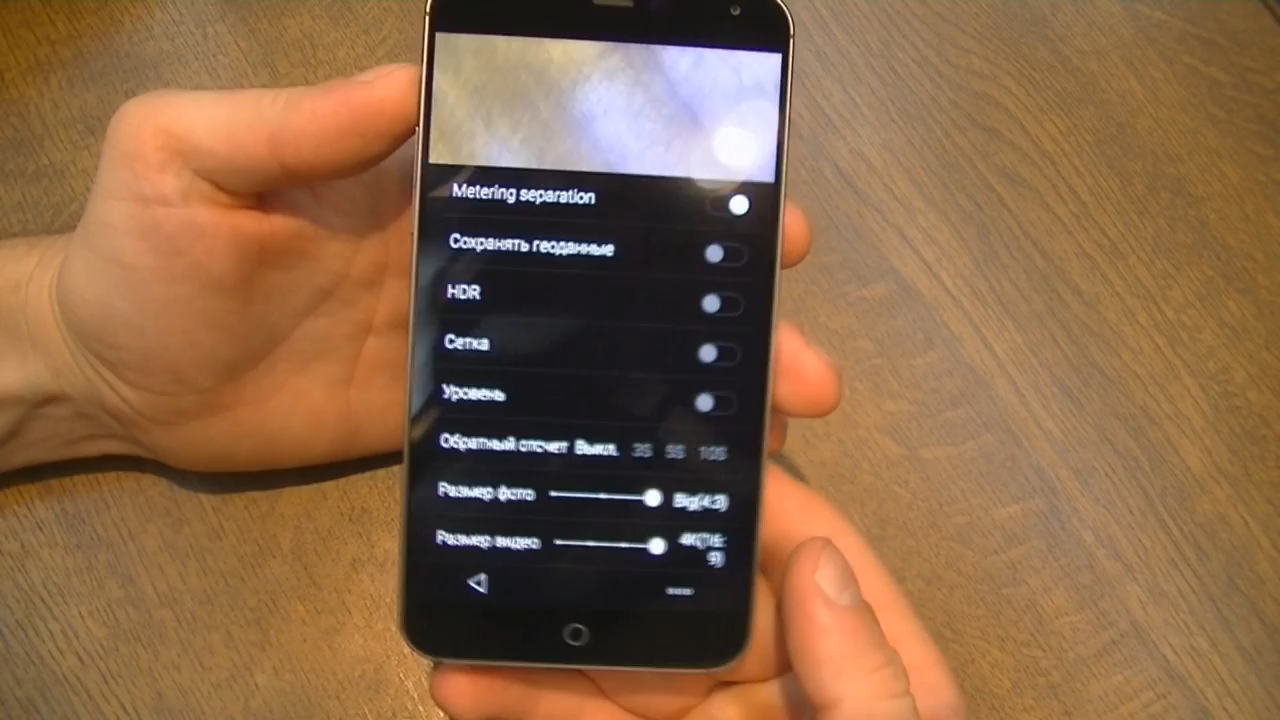 Metering separation
Сохранять геоданные
HDR
Сетка
Уровень
Обратный отсчет Выкл. 3S 5S 10S
Размер фото Big(4:3)
Размер видео 4K(16:
9)